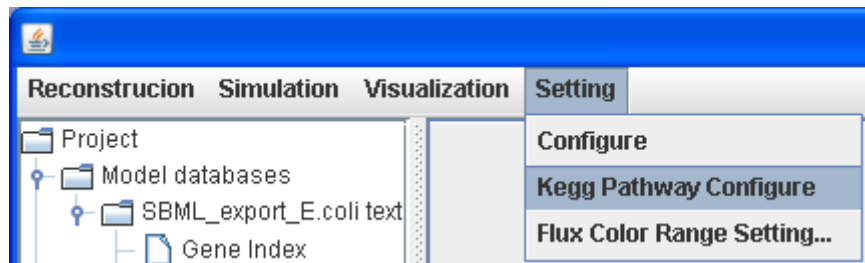 Reconstrucion Simulation Visualization Setting
Project
Model databases
SBML_export_E.coli text
Gene Index
Configure
Kegg Pathway Configure
Flux Color Range Setting...